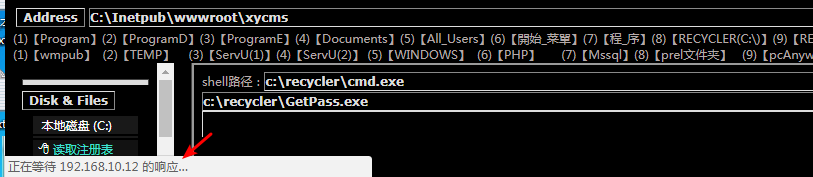 Address C:\Inetpub\wwwroot\xycms
(1)【Program】 (2)【ProgramD】 (3)【ProgramE】 (4)【Documents】 (5)【All_Users】 (6)【開始_菜單】 (7)【程_序】 (8)【RECYCLER(C:\)】 (9)【RE
(1)【wmpub】 (2)【TEMP】 (3)【ServU(1)】 (4)【ServU(2)】 (5)【WINDOWS】 (6)【PHP】 (7)【Mssql】 (8)【prel文件夹】 (9)【pcAnyw
shell路径：c:\recycler\cmd.exe
c:\recycler\GetPass.exe
Disk & Files
本地磁盘 (C:)
读取注册表
正在等待 192.168.10.12 的响应...